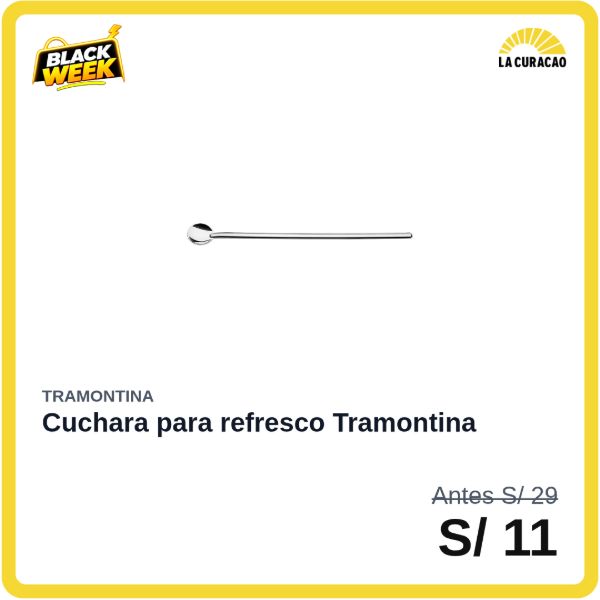 BLACK
WEEK
LA CURACAO
TRAMONTINA
Cuchara para refresco Tramontina
Antes S/ 29
S/ 11